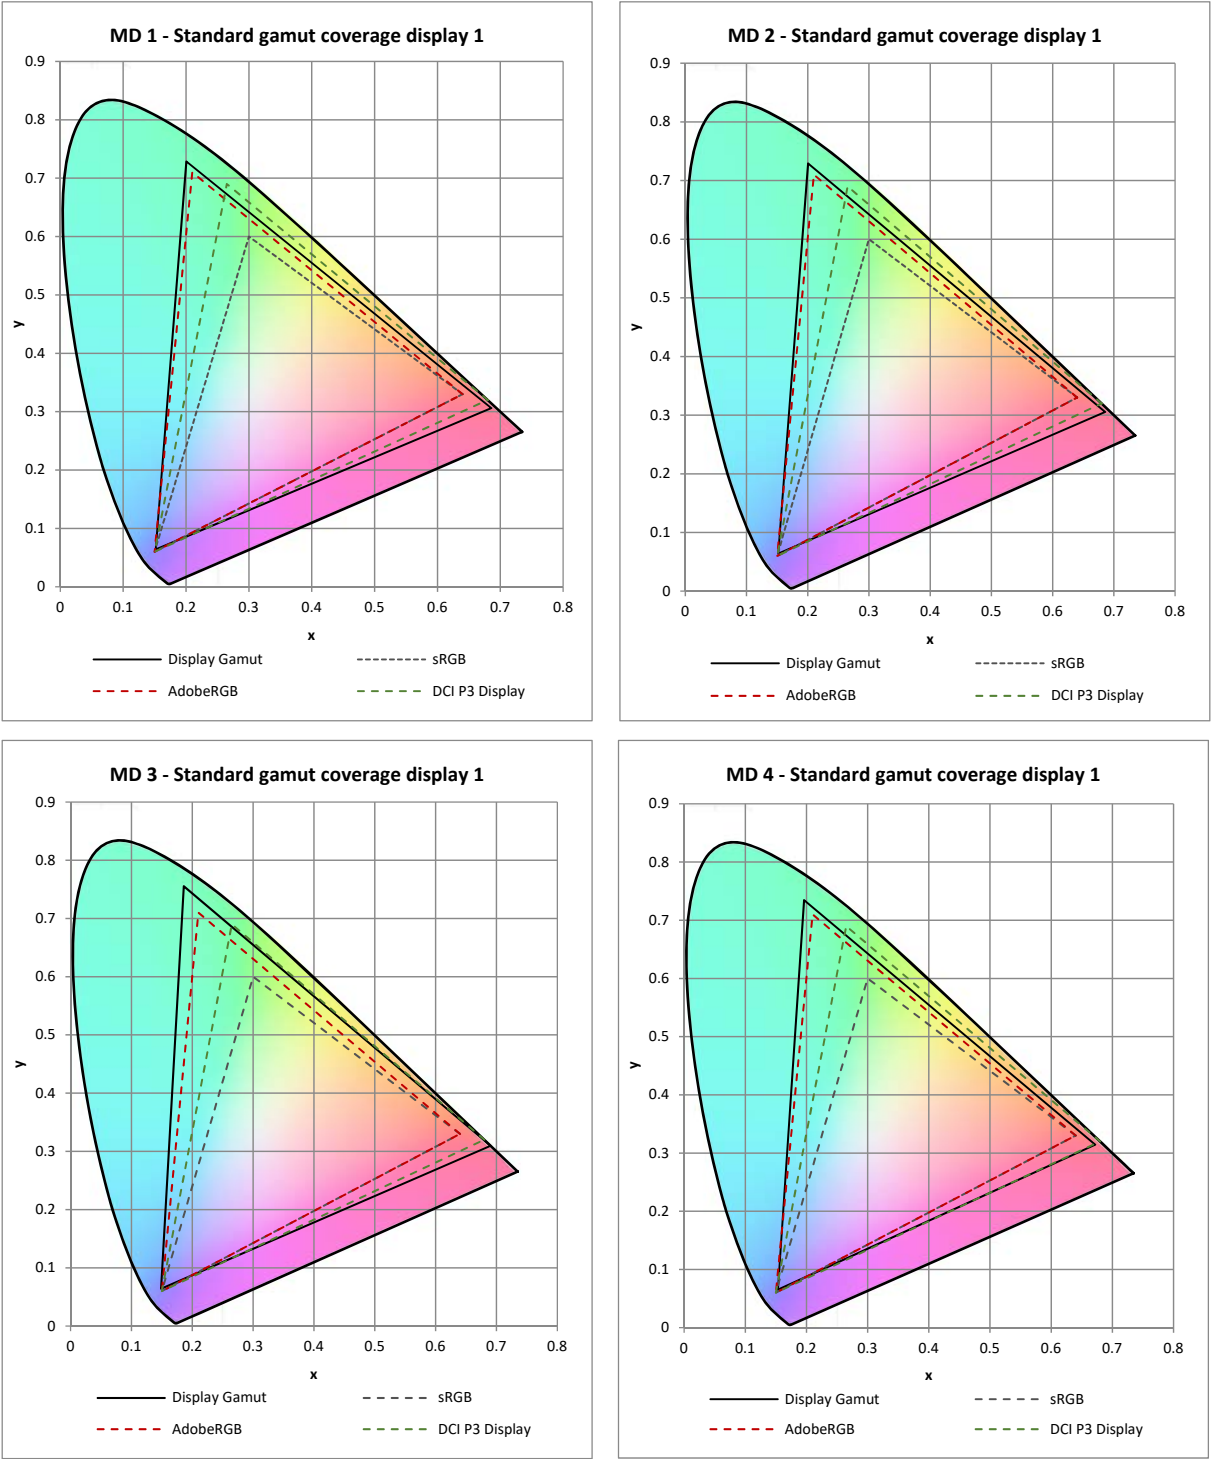 MD 1 - Standard gamut coverage display 1
0.9
0.8
0.7
0.6
0.5
0.4
0.3
0.2
0.1
0
y
0 0.1 0.2 0.3 0.4 0.5 0.6 0.7 0.8
x
Display Gamut sRGB
AdobeRGB DCI P3 Display
MD 2 - Standard gamut coverage display 1
0.9
0.8
0.7
0.6
0.5
0.4
0.3
0.2
0.1
0
y
0 0.1 0.2 0.3 0.4 0.5 0.6 0.7 0.8
x
Display Gamut sRGB
AdobeRGB DCI P3 Display
MD 3 - Standard gamut coverage display 1
0.9
0.8
0.7
0.6
0.5
0.4
0.3
0.2
0.1
0
y
0 0.1 0.2 0.3 0.4 0.5 0.6 0.7 0.8
x
Display Gamut sRGB
AdobeRGB DCI P3 Display
MD 4 - Standard gamut coverage display 1
0.9
0.8
0.7
0.6
0.5
0.4
0.3
0.2
0.1
0
y
0 0.1 0.2 0.3 0.4 0.5 0.6 0.7 0.8
x
Display Gamut sRGB
AdobeRGB DCI P3 Display